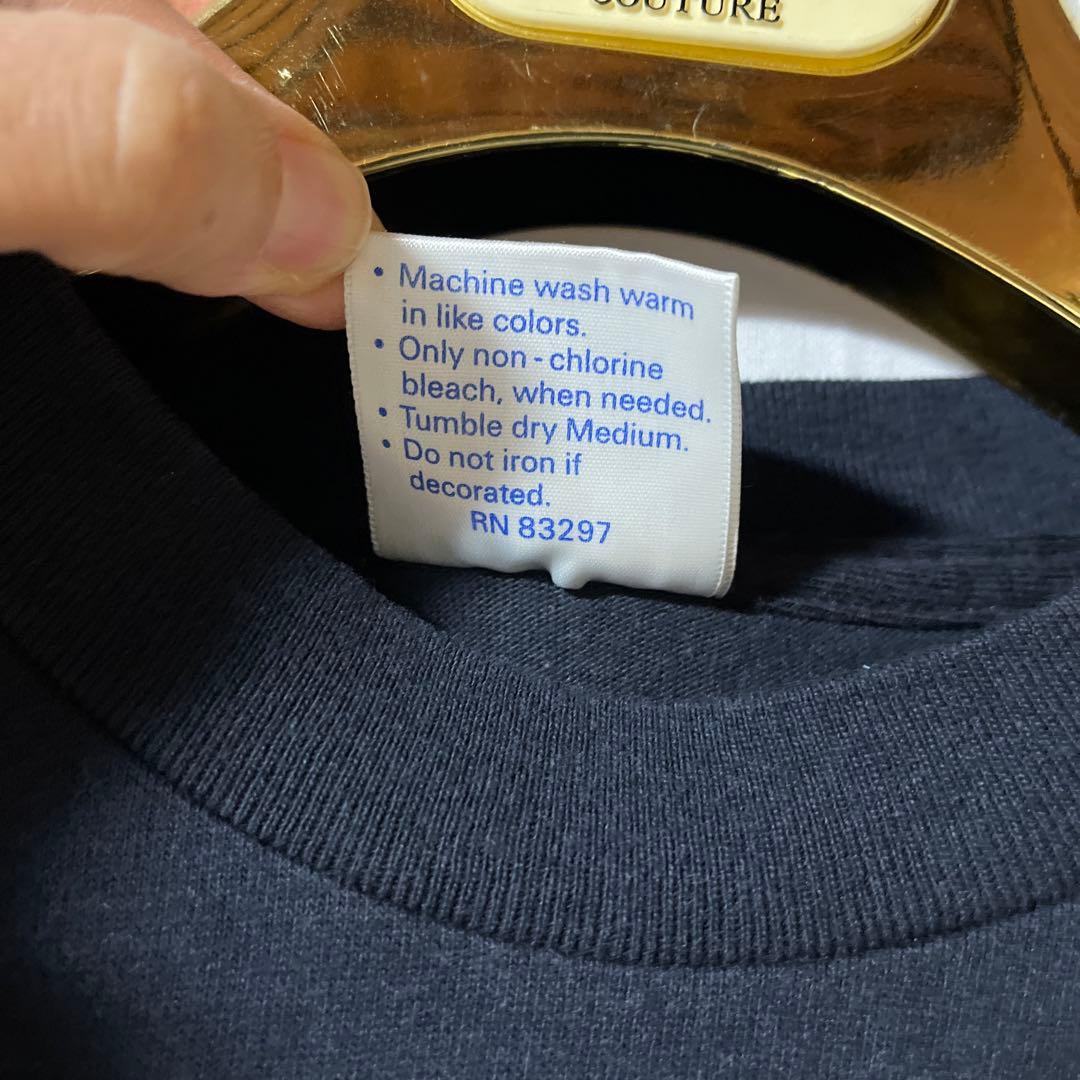 COUTURE
• Machine wash warm
in like colors.
• Only non - chlorine
bleach, when needed.
• Tumble dry Medium.
• Do not iron if
decorated.
RN 83297